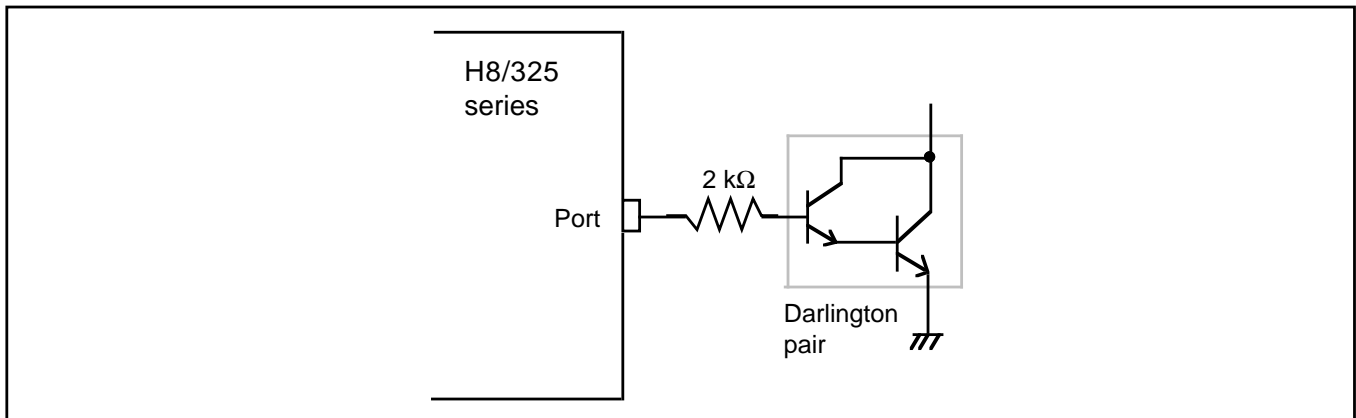 H8/325
series
2 kΩ
Port
Darlington
pair